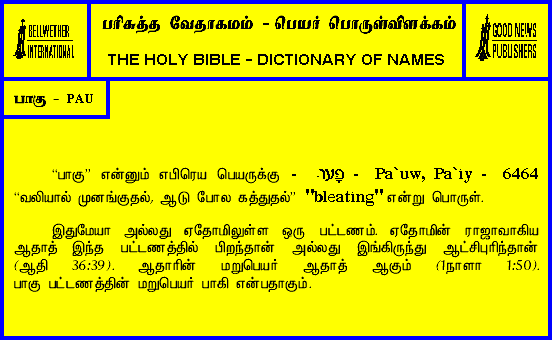 BELLWETHER
INTERNATIONAL
பரிசுத்த வேதாகமம் - பெயர் பொருள்விளக்கம்
THE HOLY BIBLE - DICTIONARY OF NAMES
GOOD NEWS
PUBLISHERS
பாகு - PAU
“பாகு” என்னும் எபிரெய பெயருக்கு - פָּעוּ - Pa`uw, Pa`iy - 6464
“வலியால் முனங்குதல், ஆடு போல கத்துதல்” "bleating" என்று பொருள்.
இதுமேயா அல்லது ஏதோமிலுள்ள ஒரு பட்டணம். ஏதோமின் ராஜாவாகிய
ஆதாத் இந்த பட்டணத்தில் பிறந்தான் அல்லது இங்கிருந்து ஆட்சிபுரிந்தான்
(ஆதி 36:39). ஆதாரின் மறுபெயர் ஆதாத் ஆகும் (1நாளா 1:50).
பாகு பட்டணத்தின் மறுபெயர் பாகி என்பதாகும்.